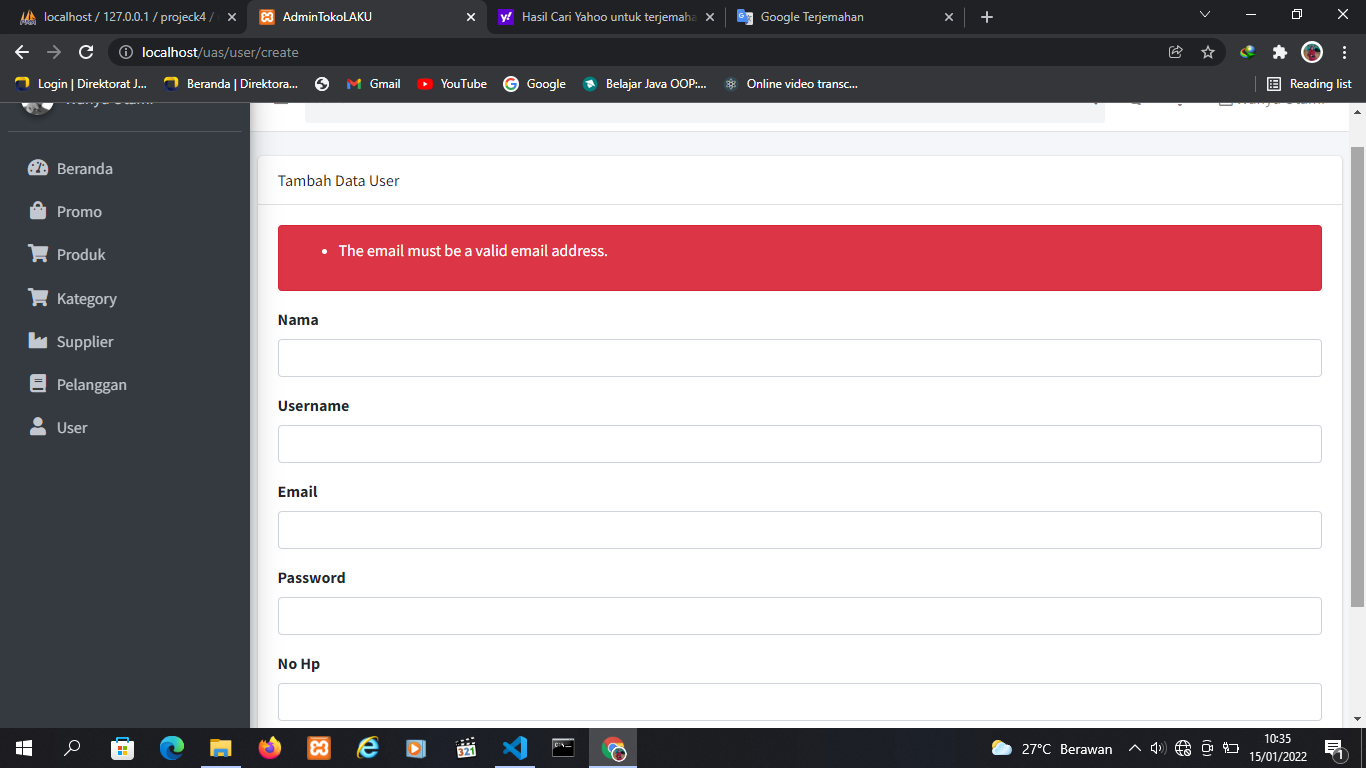 localhost / 127.0.0.1 / projeck4 /
AdminTokoLAKU
Hasil Cari Yahoo untuk terjemaha
Google Terjemahan
localhost/uas/user/create
Login | Direktorat J...
Beranda | Direktora...
Gmail
YouTube
Google
Belajar Java OOP:...
Online video transc...
Reading list
Beranda
Promo
Produk
Kategory
Supplier
Pelanggan
User
Tambah Data User
• The email must be a valid email address.
Nama
Username
Email
Password
No Hp
321
27°C Berawan
10:35
15/01/2022
1